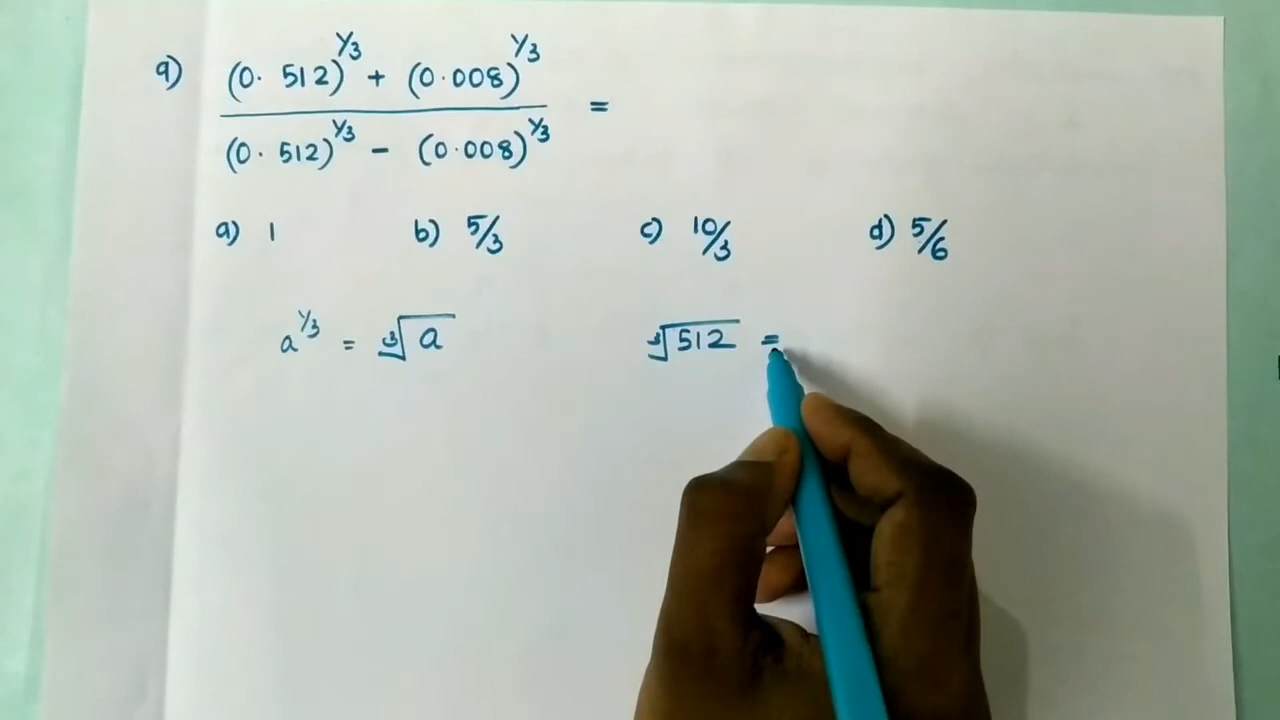 9) (0.512)^1/3 + (0.008)^1/3
(0.512)^1/3 - (0.008)^1/3 =
a) 1 b) 5/3 c) 10/3 d) 5/6
a^1/3 = ∛a ∛512 =